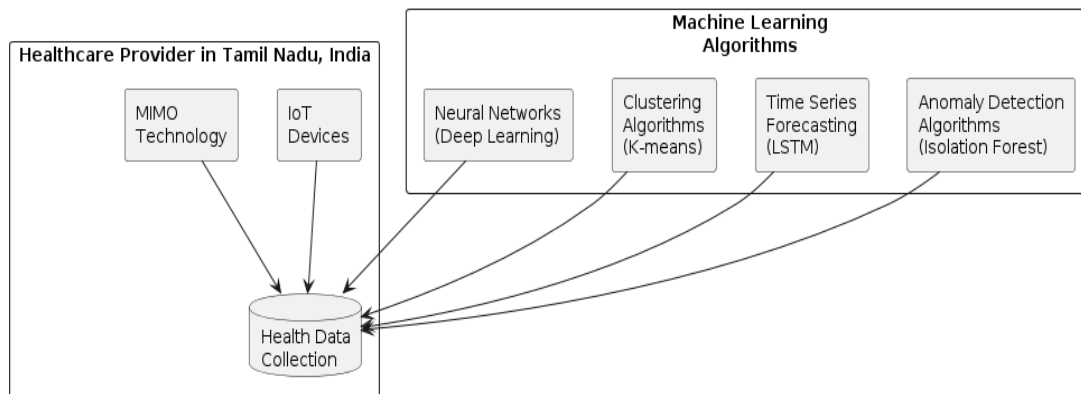 Healthcare Provider in Tamil Nadu, India
MIMO
Technology
IoT
Devices
Machine Learning
Algorithms
Neural Networks
(Deep Learning)
Clustering
Algorithms
(K-means)
Time Series
Forecasting
(LSTM)
Anomaly Detection
Algorithms
(Isolation Forest)
Health Data
Collection